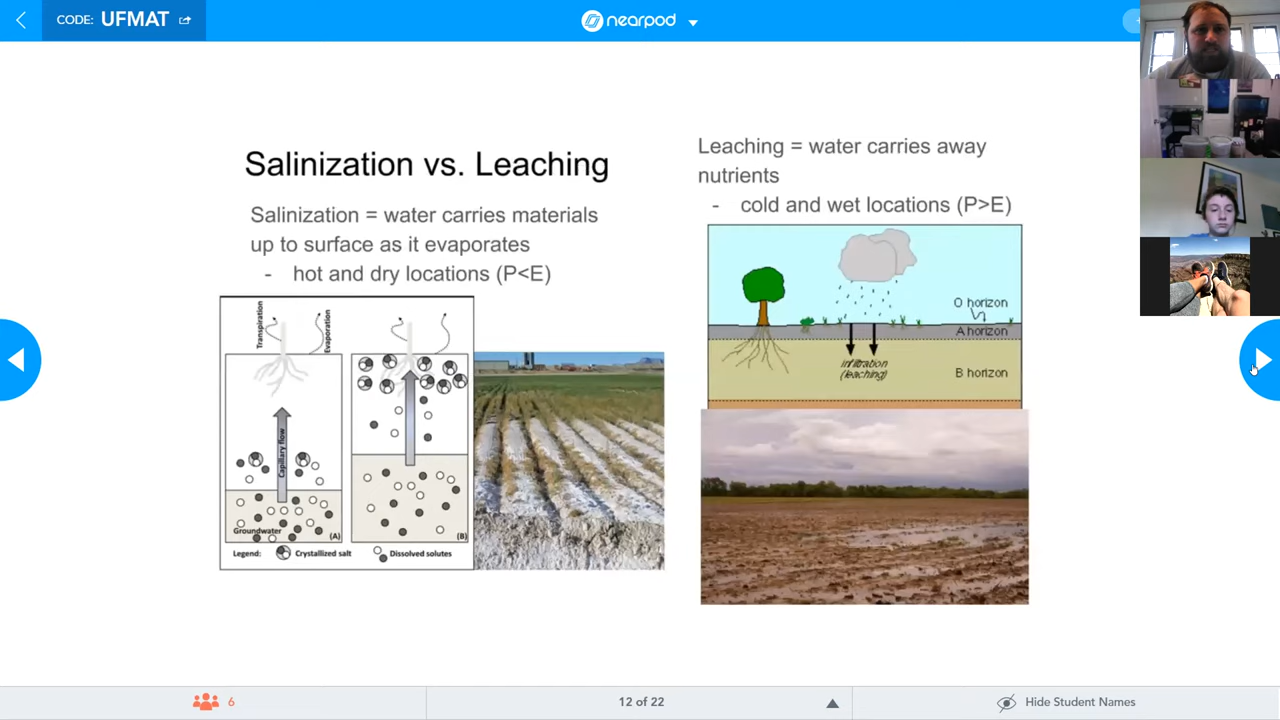 CODE: UFMAT
nearpod
Salinization vs. Leaching
Salinization = water carries materials
up to surface as it evaporates
- hot and dry locations (P<E)
Leaching = water carries away
nutrients
- cold and wet locations (P>E)
Transpiration
Evaporation
Capillary flow
Groundwater
(A)
(B)
Legend:
Crystallized salt
Dissolved solutes
O horizon
A horizon
infiltration
(leaching)
B horizon
6
12 of 22
Hide Student Names